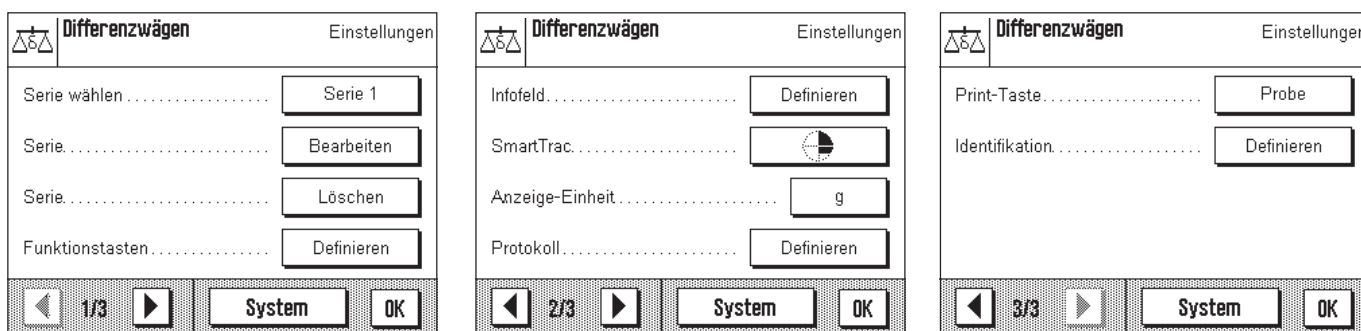 Differenzwägen Einstellungen
Serie wählen ................... Serie 1
Serie ........................... Bearbeiten
Serie ........................... Löschen
Funktionstasten ............... Definieren
1/3 System OK
Differenzwägen Einstellungen
Infofeld ........................ Definieren
SmartTrac ......................
Anzeige-Einheit .................... g
Protokoll ....................... Definieren
2/3 System OK
Differenzwägen Einstellungen
Print-Taste ..................... Probe
Identifikation .................. Definieren
3/3 System OK